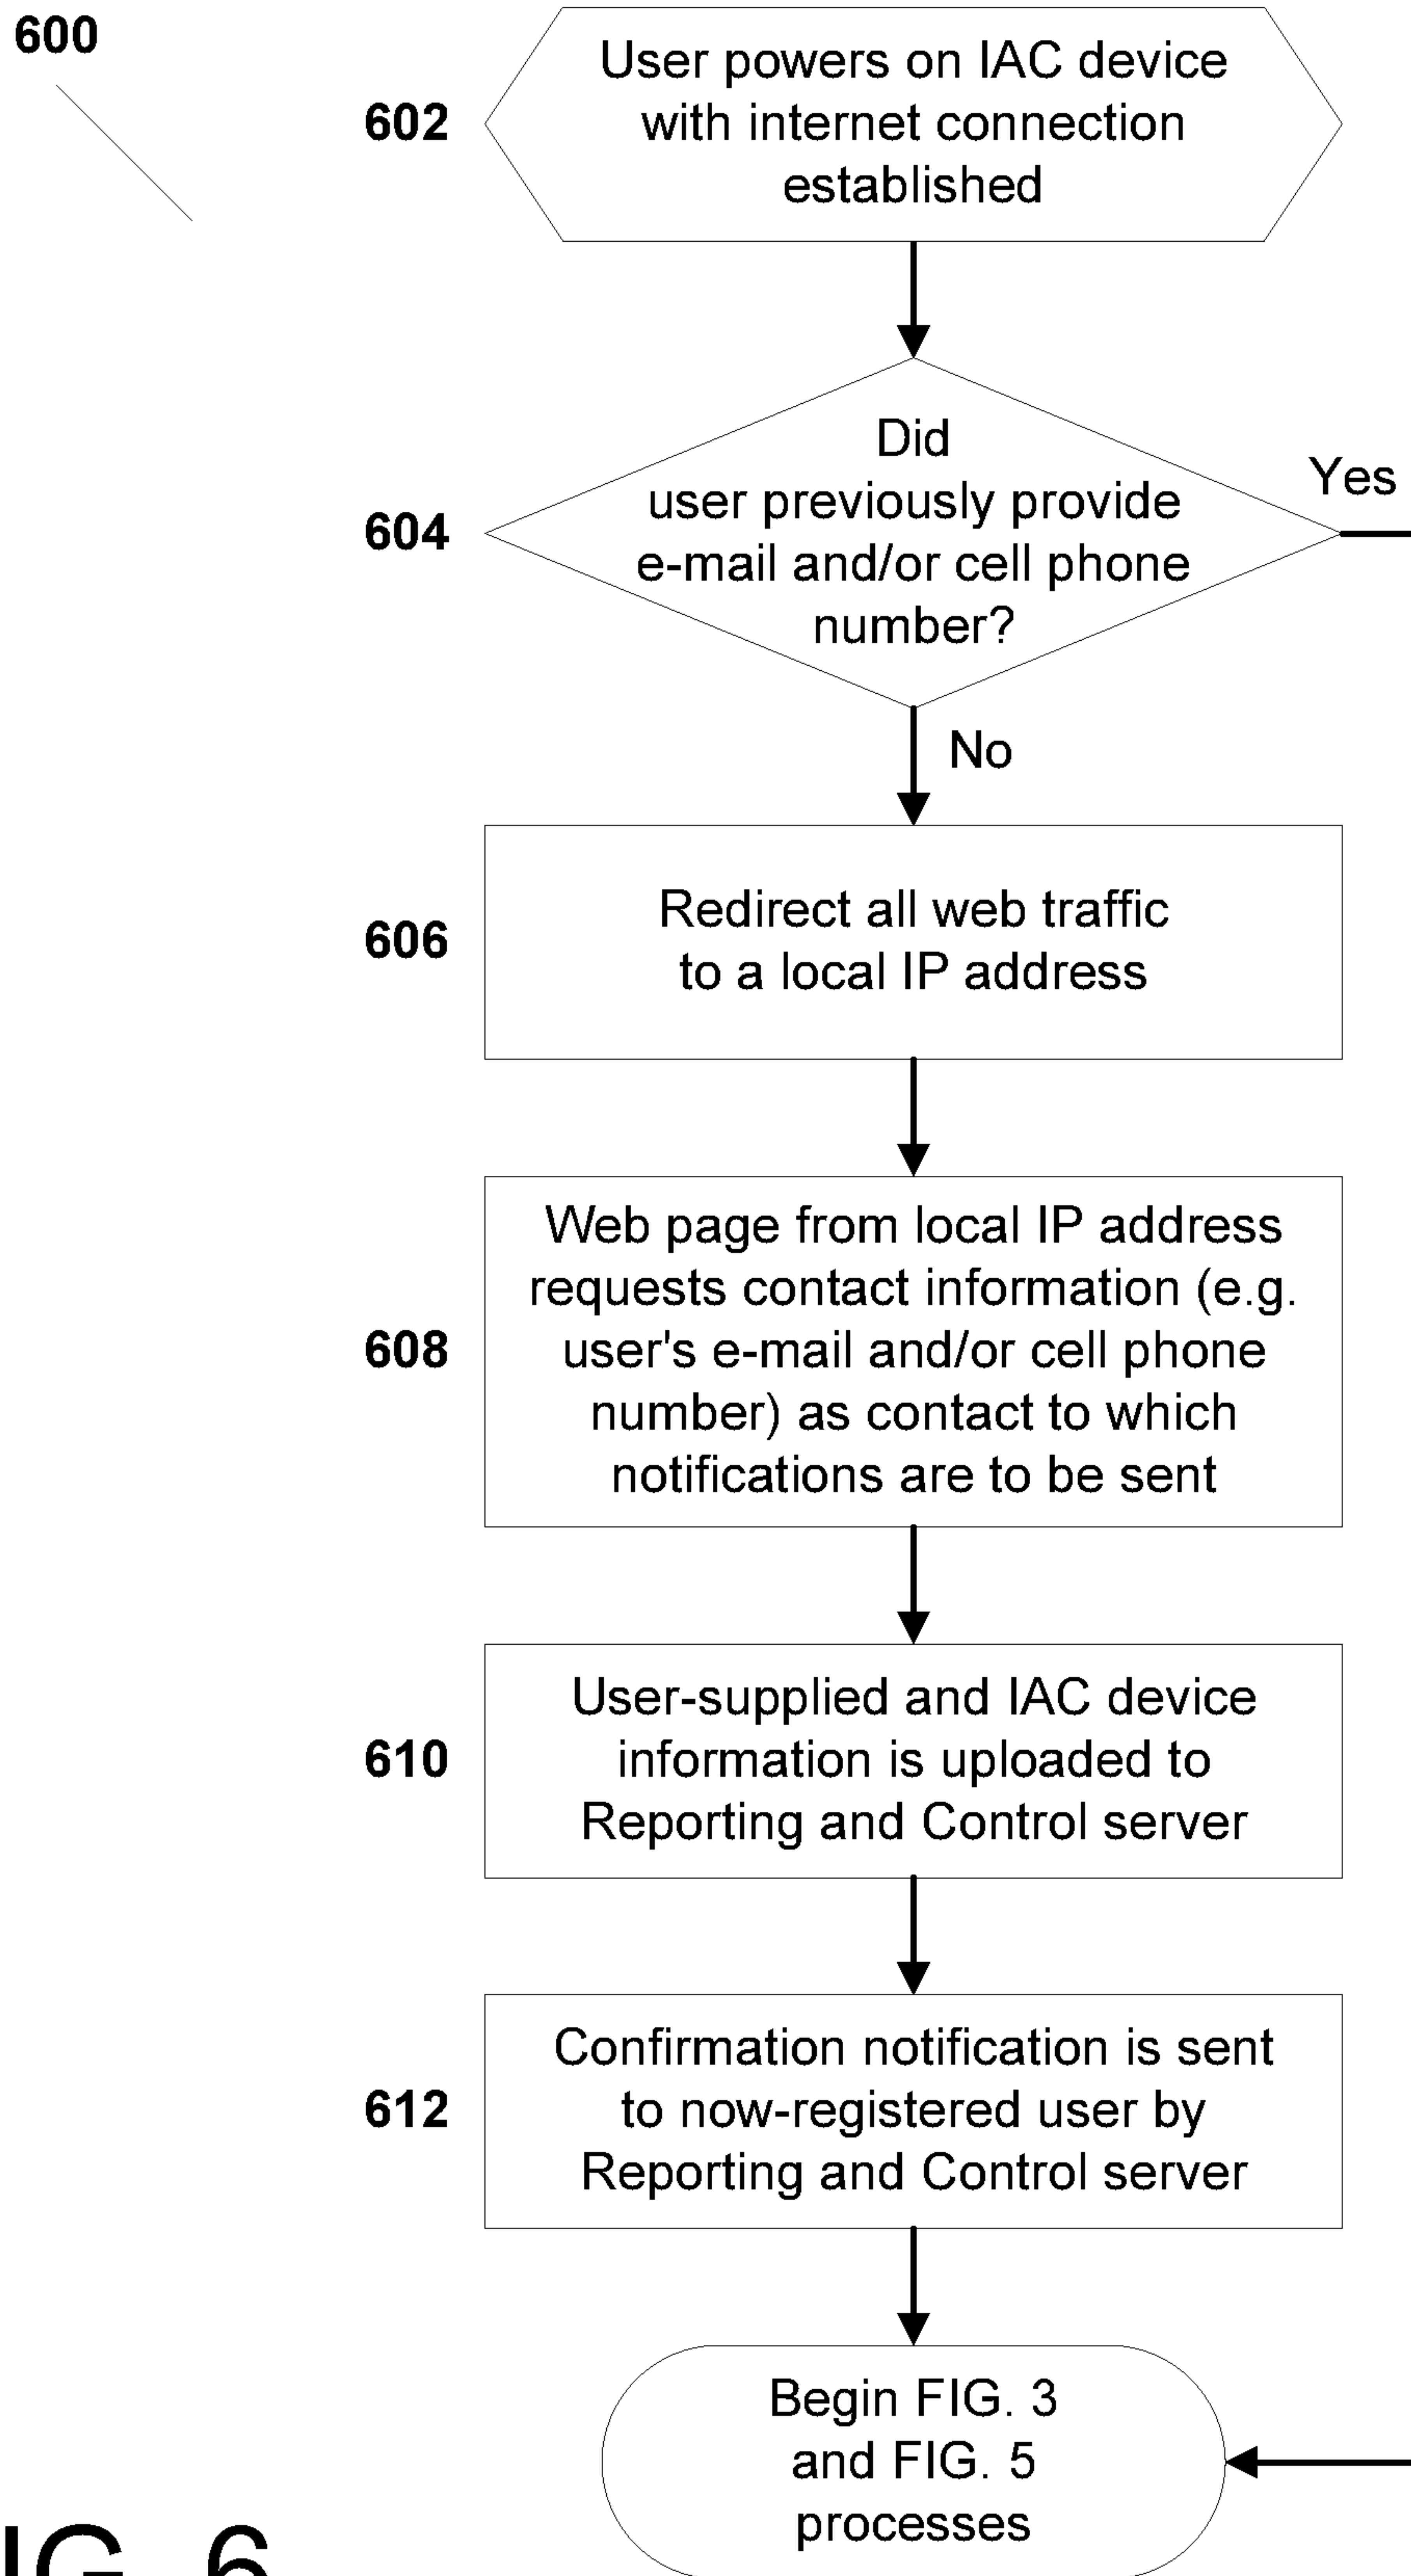 600
602
User powers on IAC device
with internet connection
established
604
Did
user previously provide
e-mail and/or cell phone
number?
Yes
No
606
Redirect all web traffic
to a local IP address
608
Web page from local IP address
requests contact information (e.g.
user's e-mail and/or cell phone
number) as contact to which
notifications are to be sent
610
User-supplied and IAC device
information is uploaded to
Reporting and Control server
612
Confirmation notification is sent
to now-registered user by
Reporting and Control server
Begin FIG. 3
and FIG. 5
processes
IG. 6